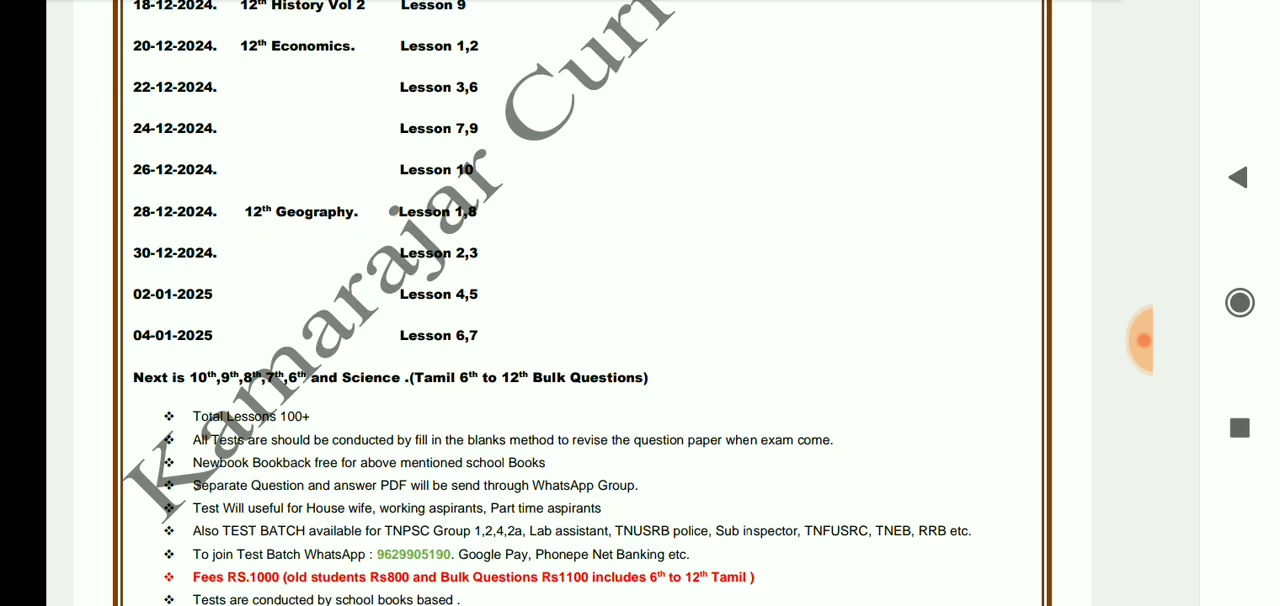 18-12-2024. 12th History Vol 2 Lesson 9
20-12-2024. 12th Economics. Lesson 1,2
22-12-2024. Lesson 3,6
24-12-2024. Lesson 7,9
26-12-2024. Lesson 10
28-12-2024. 12th Geography. Lesson 1,8
30-12-2024. Lesson 2,3
02-01-2025 Lesson 4,5
04-01-2025 Lesson 6,7
Next is 10th,9th,8th,7th,6th and Science .(Tamil 6th to 12th Bulk Questions)
❖ Total Lessons 100+
❖ All Tests are should be conducted by fill in the blanks method to revise the question paper when exam come.
❖ Newbook Bookback free for above mentioned school Books
❖ Separate Question and answer PDF will be send through WhatsApp Group.
❖ Test Will useful for House wife, working aspirants, Part time aspirants
❖ Also TEST BATCH available for TNPSC Group 1,2,4,2a, Lab assistant, TNUSRB police, Sub inspector, TNFUSRC, TNEB, RRB etc.
❖ To join Test Batch WhatsApp : 9629905190. Google Pay, Phonepe Net Banking etc.
❖ Fees RS.1000 (old students Rs800 and Bulk Questions Rs1100 includes 6th to 12th Tamil )
❖ Tests are conducted by school books based .
Kamarajar Curr